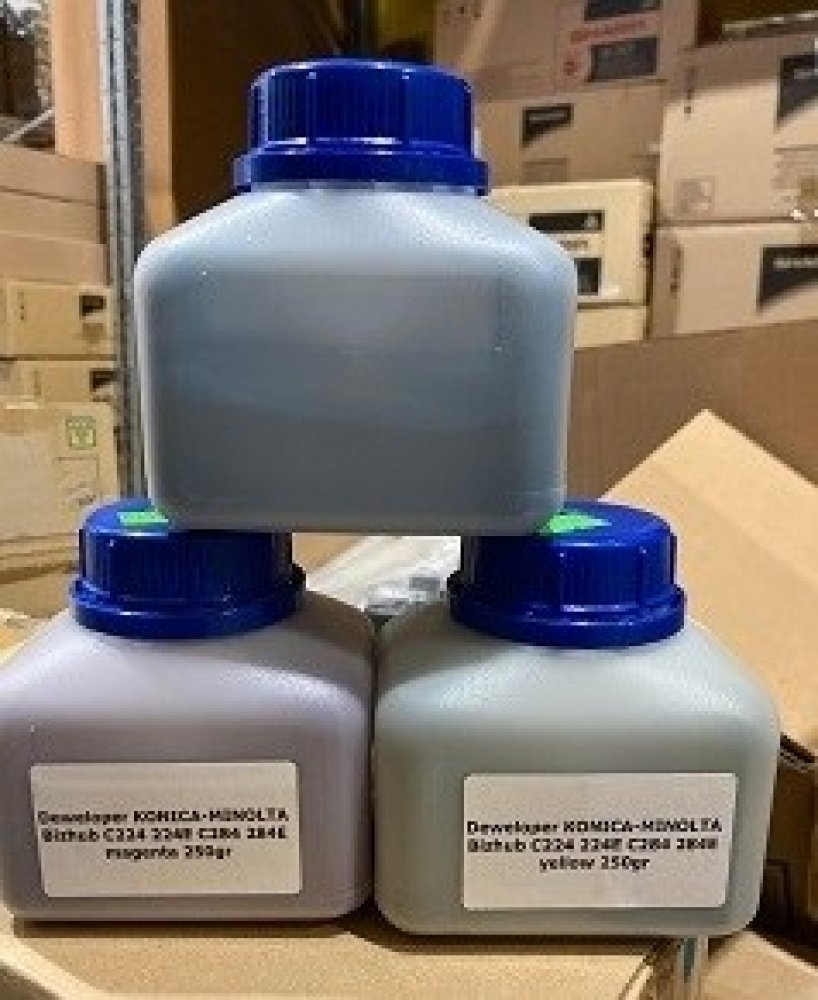 Deweloper KONICA-MINOLTA
Bizhub C224 224E C284 284E
magenta 250gr
Deweloper KONICA-MINOLTA
Bizhub C224 224E C284 284E
yellow 250gr